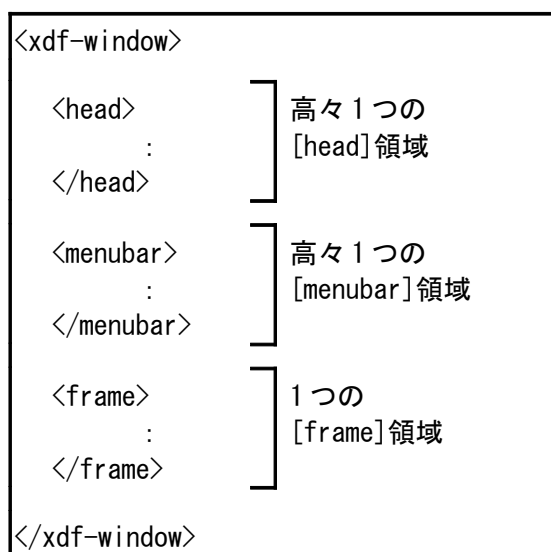 <xdf-window>
<head> 高々１つの
: [head]領域
</head>
<menubar> 高々１つの
: [menubar]領域
</menubar>
<frame> １つの
: [frame]領域
</frame>
</xdf-window>